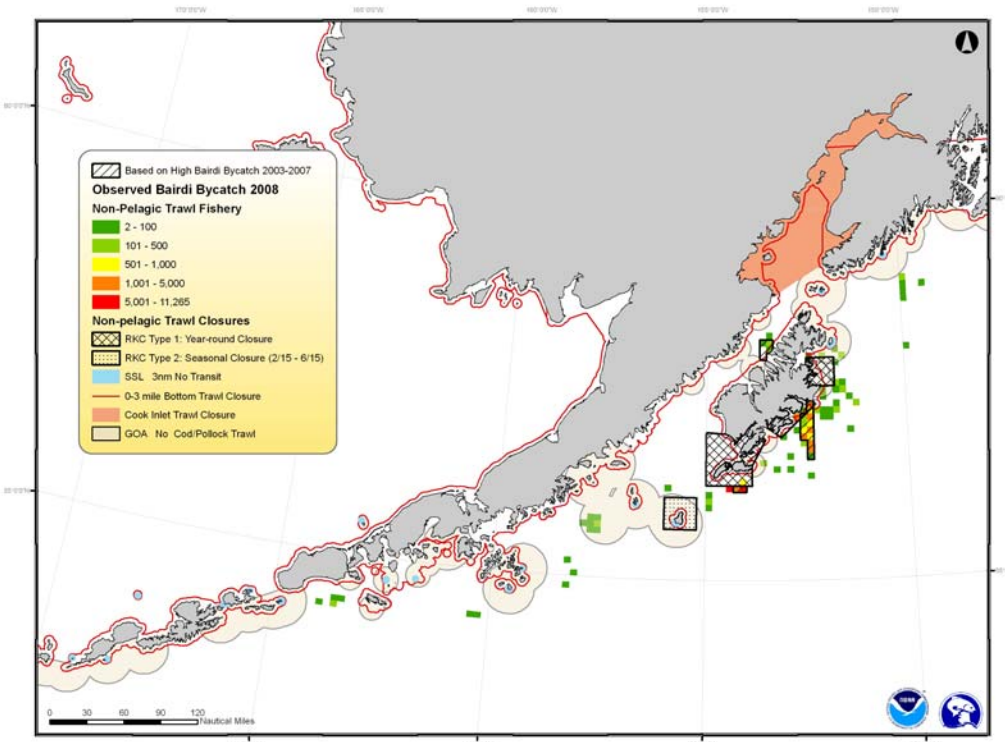 Based on High Bairdi Bycatch 2003-2007
Observed Bairdi Bycatch 2008
Non-Pelagic Trawl Fishery
2 - 100
101 - 500
501 - 1,000
1,001 - 5,000
5,001 - 11,265
Non-pelagic Trawl Closures
RKC Type 1: Year-round Closure
RKC Type 2: Seasonal Closure (2/15 - 6/15)
SSL 3nm No Transit
0-3 mile Bottom Trawl Closure
Cook Inlet Trawl Closure
GOA No Cod/Pollock Trawl
0 30 60 90 120
Nautical Miles
NOAA